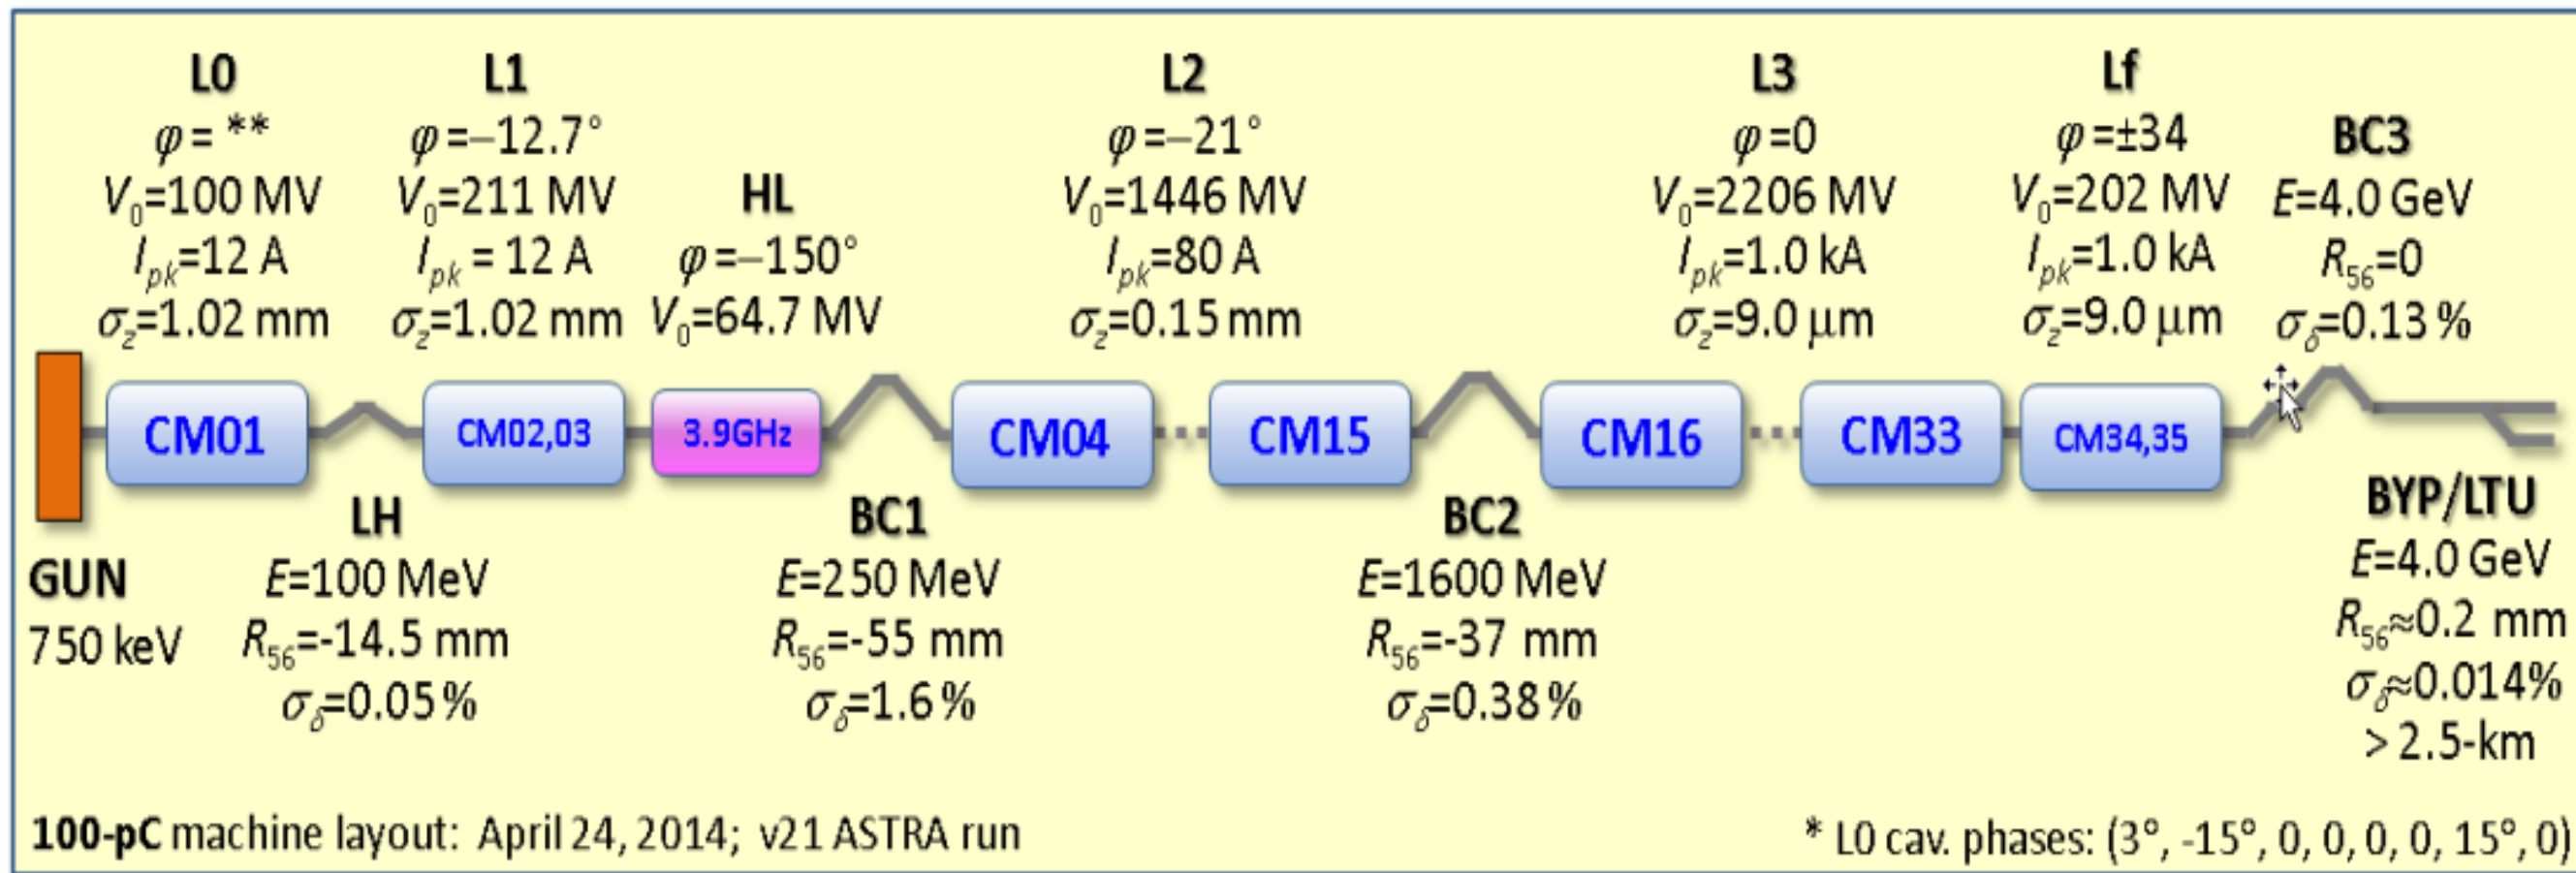 L0
φ = **
V0=100 MV
Ipk=12 A
σz=1.02 mm
L1
φ =–12.7°
V0=211 MV
Ipk = 12 A
σz=1.02 mm
HL
φ =–150°
V0=64.7 MV
L2
φ =–21°
V0=1446 MV
Ipk=80 A
σz=0.15 mm
L3
φ =0
V0=2206 MV
Ipk=1.0 kA
σz=9.0 μm
Lf
φ =±34
V0=202 MV
Ipk=1.0 kA
σz=9.0 μm
BC3
E=4.0 GeV
R56=0
σδ=0.13 %
CM01
CM02,03
3.9GHz
CM04
CM15
CM16
CM33
CM34,35
GUN
750 keV
LH
E=100 MeV
R56=-14.5 mm
σδ=0.05 %
BC1
E=250 MeV
R56=-55 mm
σδ=1.6 %
BC2
E=1600 MeV
R56=-37 mm
σδ=0.38 %
BYP/LTU
E=4.0 GeV
R56≈0.2 mm
σδ≈0.014%
> 2.5-km
100-pC machine layout: April 24, 2014; v21 ASTRA run
* L0 cav. phases: (3°, -15°, 0, 0, 0, 0, 15°, 0)